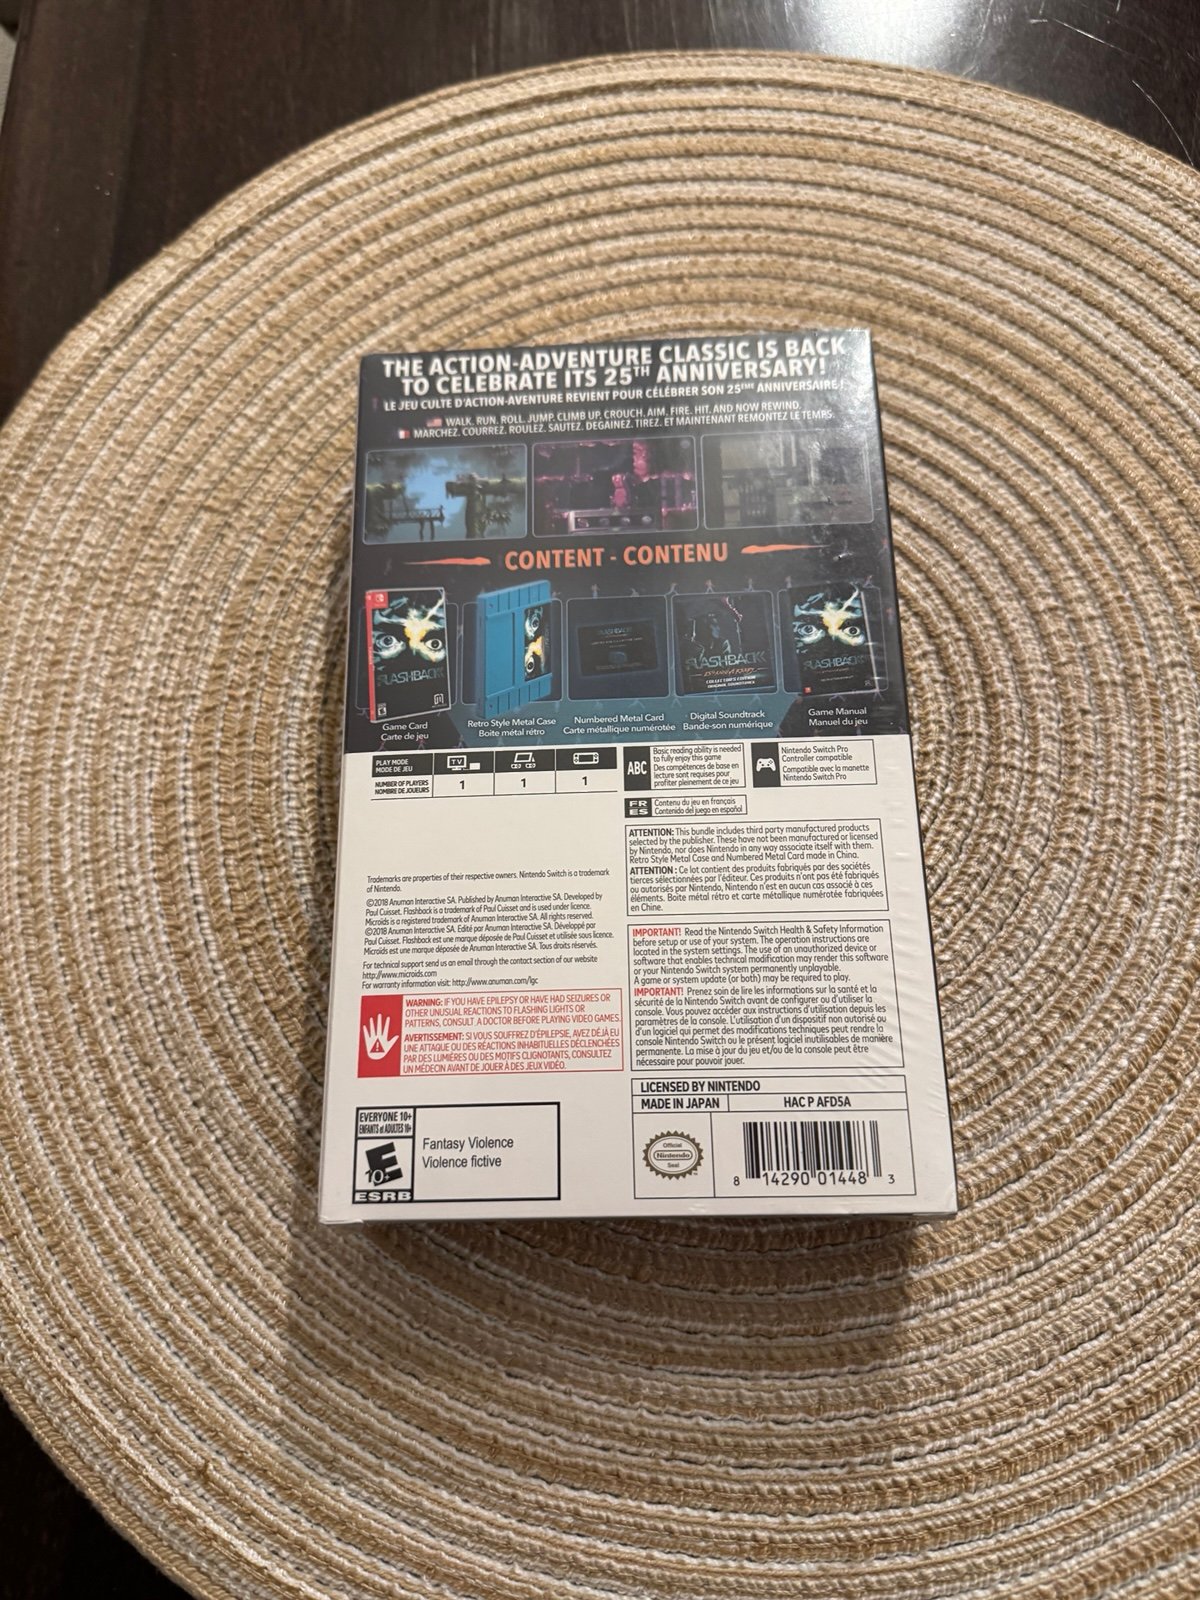 THE ACTION-ADVENTURE CLASSIC IS BACK
TO CELEBRATE ITS 25TH ANNIVERSARY!
LE JEU CULTE D'ACTION-AVENTURE REVIENT POUR CÉLÉBRER SON 25ÈME ANNIVERSAIRE !
WALK. RUN. ROLL. JUMP. CLIMB UP. CROUCH. AIM. FIRE. HIT. AND NOW REWIND.
MARCHEZ. COURREZ. ROULEZ. SAUTEZ. DEGAINEZ. TIREZ. ET MAINTENANT REMONTEZ LE TEMPS.
CONTENT - CONTENU
FLASHBACK
FLASHBACK
FLASHBACK
COLLECTOR'S EDITION
ORIGINAL SOUNDTRACK
FLASHBACK
Game Card
Carte de jeu
Retro Style Metal Case
Boite métal rétro
Numbered Metal Card
Carte métallique numérotée
Digital Soundtrack
Bande-son numérique
Game Manual
Manuel du jeu
PLAY MODE
MODE DE JEU
TV
NUMBER OF PLAYERS
NOMBRE DE JOUEURS
1
1
1
ABC
Basic reading ability is needed
to fully enjoy this game
Des compétences de base en
lecture sont requises pour
profiter pleinement de ce jeu
Nintendo Switch Pro
Controller compatible
Compatible avec la manette
Nintendo Switch Pro
FR
ES
Contenu du jeu en français
Contenido del juego en español
Trademarks are properties of their respective owners. Nintendo Switch is a trademark
of Nintendo.
©2018 Anuman Interactive SA. Published by Anuman Interactive SA. Developed by
Paul Cuisset. Flashback is a trademark of Paul Cuisset and is used under licence.
Microïds is a registered trademark of Anuman Interactive SA. All rights reserved.
©2018 Anuman Interactive SA. Edité par Anuman Interactive SA. Développé par
Paul Cuisset. Flashback est une marque déposée de Paul Cuisset et utilisée sous licence.
Microïds est une marque déposée de Anuman Interactive SA. Tous droits réservés.
For technical support send us an email through the contact section of our website
http://www.microids.com
For warranty information visit: http://www.anuman.com/lgc
ATTENTION: This bundle includes third party manufactured products
selected by the publisher. These have not been manufactured or licensed
by Nintendo, nor does Nintendo in any way associate itself with them.
Retro Style Metal Case and Numbered Metal Card made in China.
ATTENTION : Ce lot contient des produits fabriqués par des sociétés
tierces sélectionnées par l'éditeur. Ces produits n'ont pas été fabriqués
ou autorisés par Nintendo, Nintendo n'est en aucun cas associé à ces
éléments. Boite métal rétro et carte métallique numérotée fabriquées
en Chine.
IMPORTANT! Read the Nintendo Switch Health & Safety Information
before setup or use of your system. The operation instructions are
located in the system settings. The use of an unauthorized device or
software that enables technical modification may render this software
or your Nintendo Switch system permanently unplayable.
A game or system update (or both) may be required to play.
IMPORTANT! Prenez soin de lire les informations sur la santé et la
sécurité de la Nintendo Switch avant de configurer ou d'utiliser la
console. Vous pouvez accéder aux instructions d'utilisation depuis les
paramètres de la console. L'utilisation d'un dispositif non autorisé ou
d'un logiciel qui permet des modifications techniques peut rendre la
console Nintendo Switch ou le présent logiciel inutilisables de manière
permanente. La mise à jour du jeu et/ou de la console peut être
nécessaire pour pouvoir jouer.
WARNING: IF YOU HAVE EPILEPSY OR HAVE HAD SEIZURES OR
OTHER UNUSUAL REACTIONS TO FLASHING LIGHTS OR
PATTERNS, CONSULT A DOCTOR BEFORE PLAYING VIDEO GAMES.
AVERTISSEMENT: SI VOUS SOUFFREZ D'ÉPILEPSIE, AVEZ DÉJÀ EU
UNE ATTAQUE OU DES RÉACTIONS INHABITUELLES DÉCLENCHÉES
PAR DES LUMIÈRES OU DES MOTIFS CLIGNOTANTS, CONSULTEZ
UN MÉDECIN AVANT DE JOUER À DES JEUX VIDÉO.
LICENSED BY NINTENDO
MADE IN JAPAN
HAC P AFD5A
Official
Nintendo
Seal
8 14290 01448 3
EVERYONE 10+
ENFANTS et ADULTES 10+
E
10+
ESRB
Fantasy Violence
Violence fictive